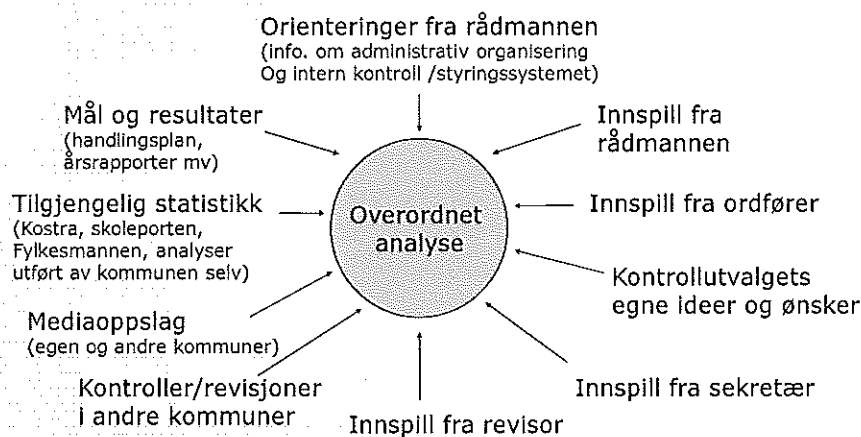 Orienteringer fra rådmannen
(info. om administrativ organisering
Og intern kontroll /styringssystemet)
Mål og resultater
(handlingsplan,
årsrapporter mv)
Innspill fra
rådmannen
Tilgjengelig statistikk
(Kostra, skoleporten,
Fylkesmannen, analyser
utført av kommunen selv)
Overordnet
analyse
Innspill fra ordfører
Kontrollutvalgets
egne ideer og ønsker
Mediaoppslag
(egen og andre kommuner)
Kontroller/revisjoner
i andre kommuner
Innspill fra revisor
Innspill fra sekretær